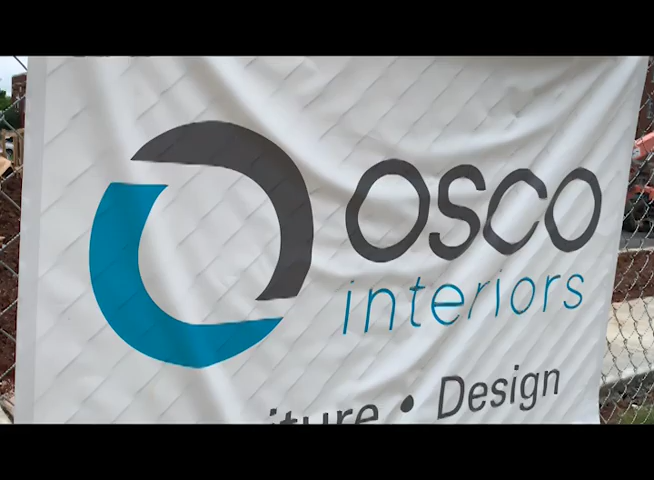 OSCO
interiors
• Design